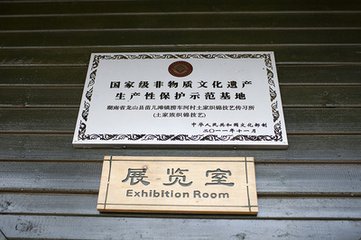 国家级非物质文化遗产
生产性保护示范基地
湖南省龙山县苗儿滩镇捞车河村土家织锦技艺传习所
(土家族织锦技艺)
中华人民共和国文化部制
二〇一一年十一月
展览室
Exhibition Room